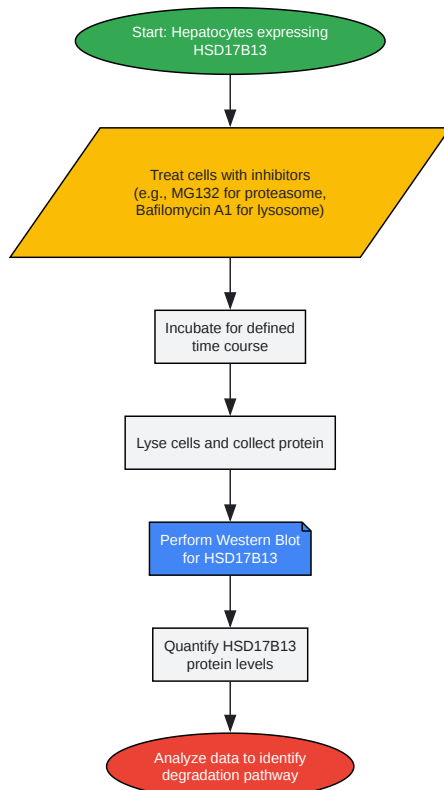 Start: Hepatocytes expressing
HSD17B13
Treat cells with inhibitors
(e.g., MG132 for proteasome,
Bafilomycin A1 for lysosome)
Incubate for defined
time course
Lyse cells and collect protein
Perform Western Blot
for HSD17B13
Quantify HSD17B13
protein levels
Analyze data to identify
degradation pathway